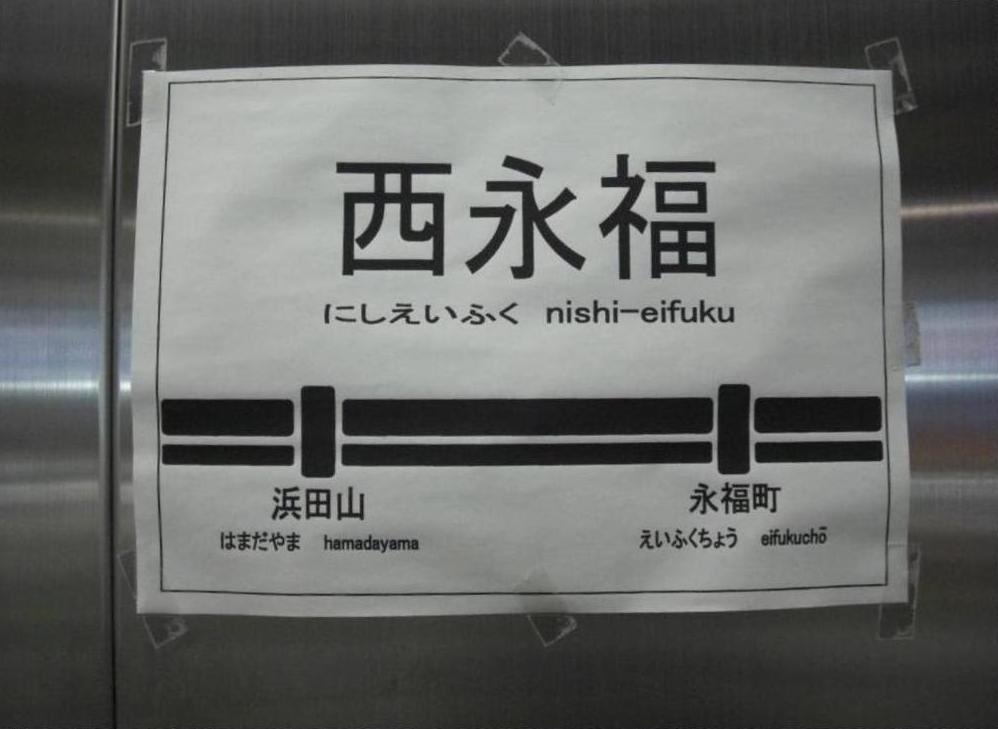 西永福
にしえいふく nishi-eifuku
浜田山 永福町
はまだやま hamadayama えいふくちょう eifukuchō